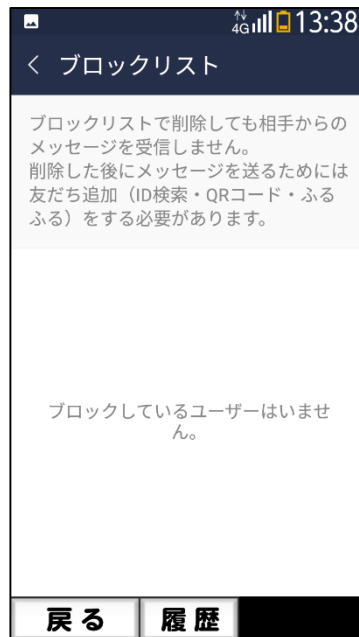 4G 13:38
< ブロックリスト
ブロックリストで削除しても相手からの
メッセージを受信しません。
削除した後にメッセージを送るためには
友だち追加（ID検索・QRコード・ふる
ふる）をする必要があります。
ブロックしているユーザーはいませ
ん。
戻る 履歴